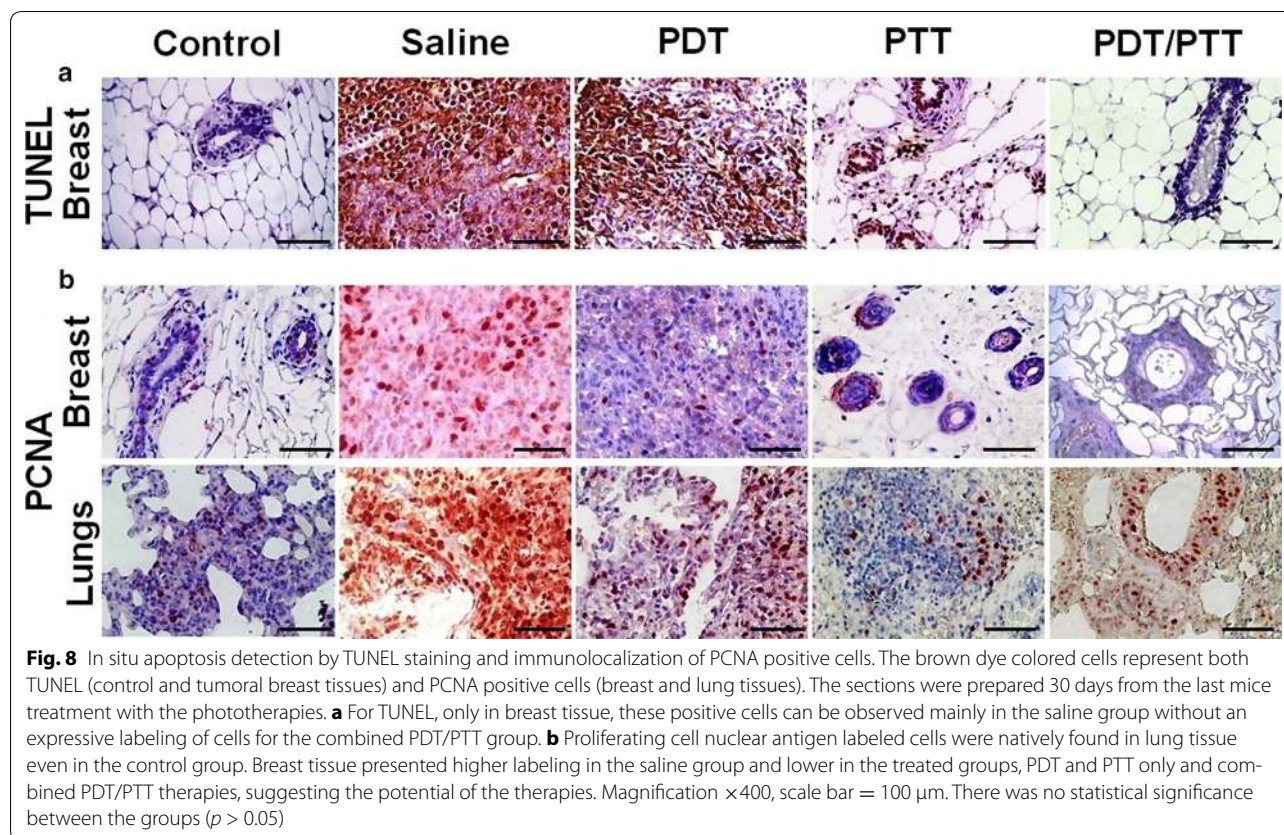 Control Saline PDT PTT PDT/PTT
a
TUNEL
Breast
b
PCNA
Breast
Lungs
Fig. 8 In situ apoptosis detection by TUNEL staining and immunolocalization of PCNA positive cells. The brown dye colored cells represent both
TUNEL (control and tumoral breast tissues) and PCNA positive cells (breast and lung tissues). The sections were prepared 30 days from the last mice
treatment with the phototherapies. a For TUNEL, only in breast tissue, these positive cells can be observed mainly in the saline group without an
expressive labeling of cells for the combined PDT/PTT group. b Proliferating cell nuclear antigen labeled cells were natively found in lung tissue
even in the control group. Breast tissue presented higher labeling in the saline group and lower in the treated groups, PDT and PTT only and com-
bined PDT/PTT therapies, suggesting the potential of the therapies. Magnification ×400, scale bar = 100 μm. There was no statistical significance
between the groups (p > 0.05)